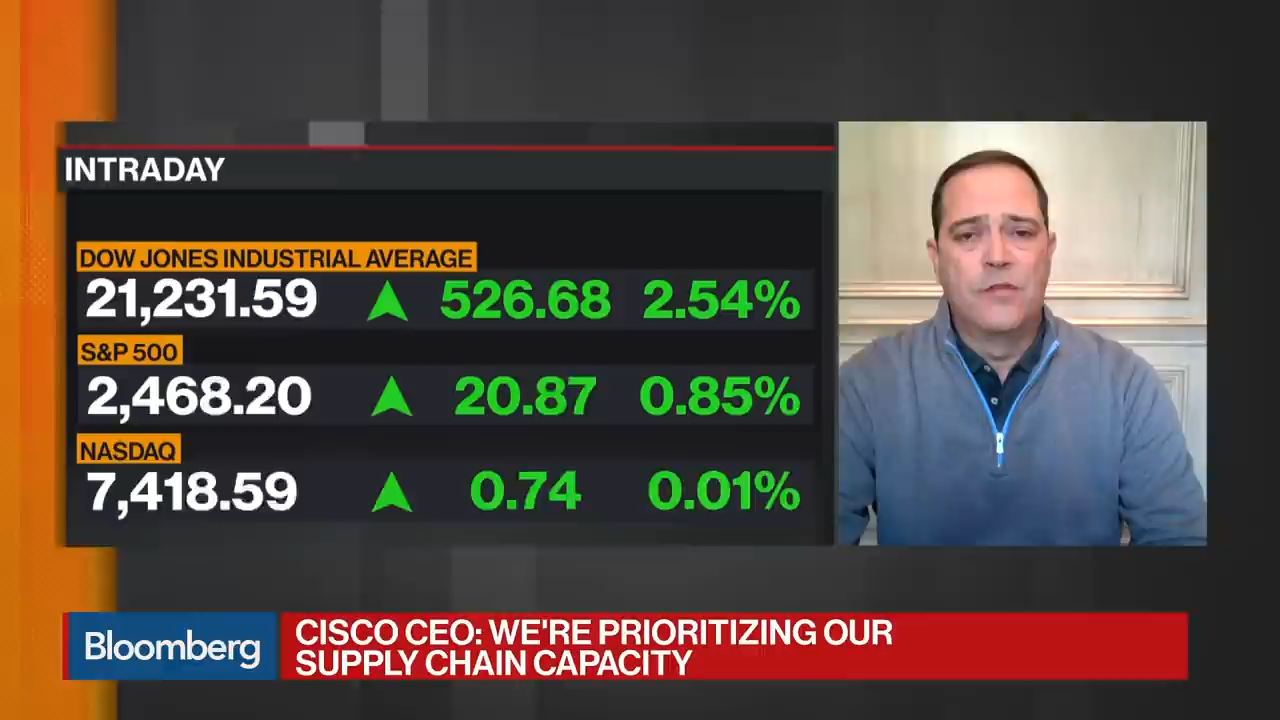 INTRADAY
DOW JONES INDUSTRIAL AVERAGE
21,231.59 526.68 2.54%
S&P 500
2,468.20 20.87 0.85%
NASDAQ
7,418.59 0.74 0.01%
Bloomberg
CISCO CEO: WE'RE PRIORITIZING OUR
SUPPLY CHAIN CAPACITY